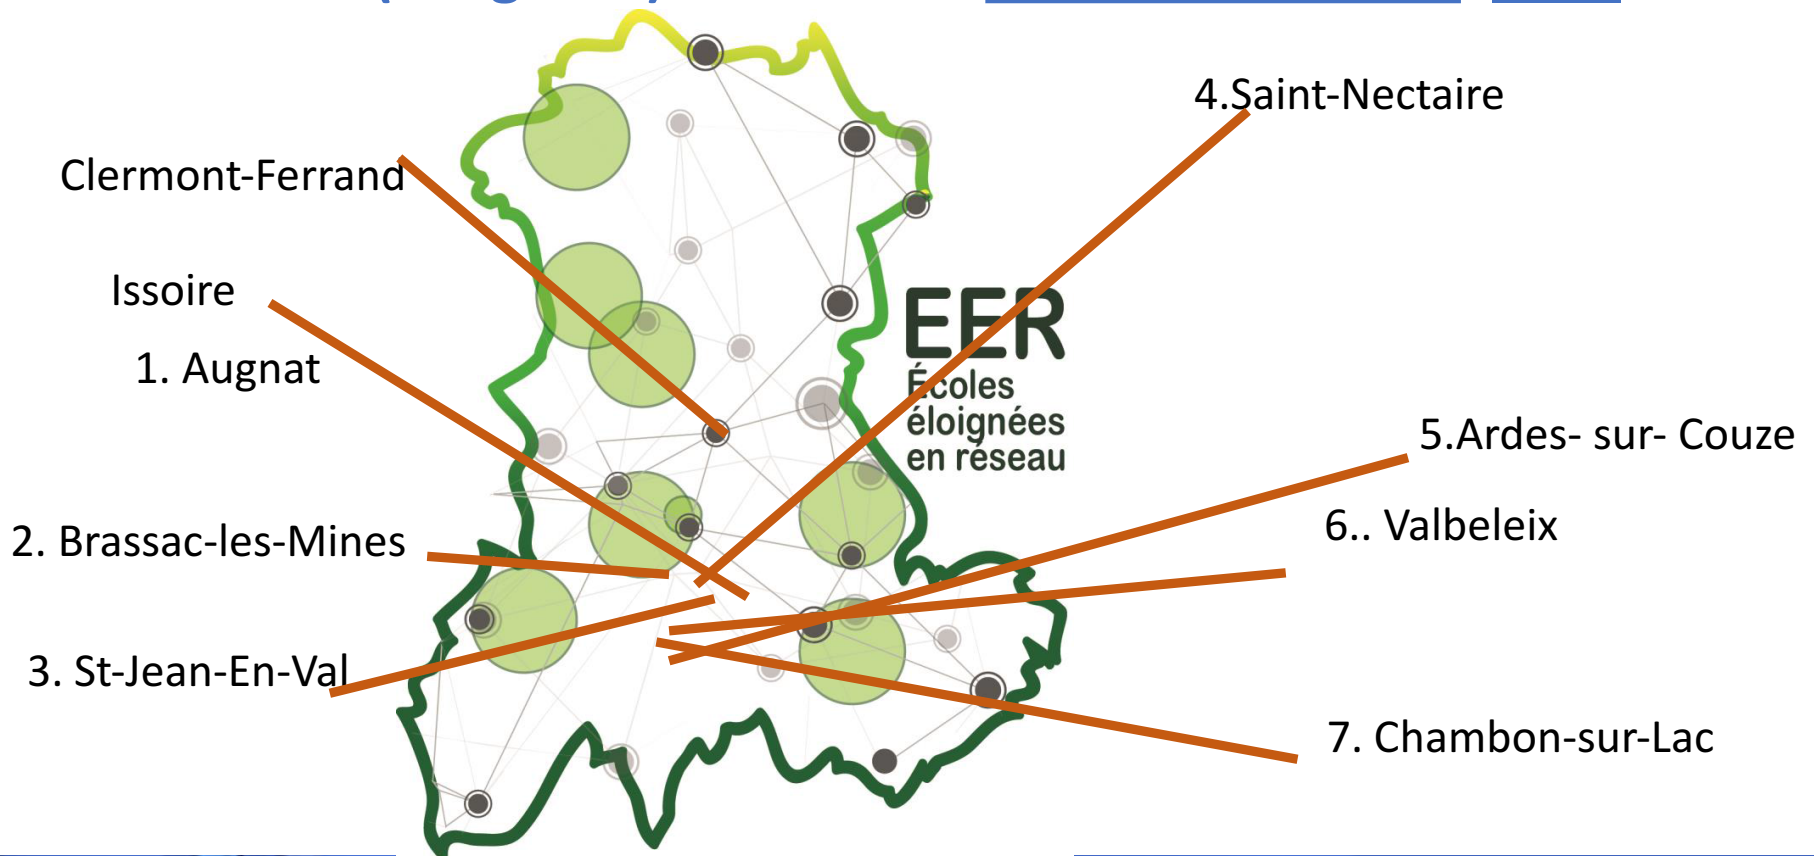 Clermont-Ferrand
Issoire
1. Augnat
2. Brassac-les-Mines
3. St-Jean-En-Val
4.Saint-Nectaire
EER
Écoles
éloignées
en réseau
5.Ardes- sur- Couze
6.. Valbeleix
7. Chambon-sur-Lac